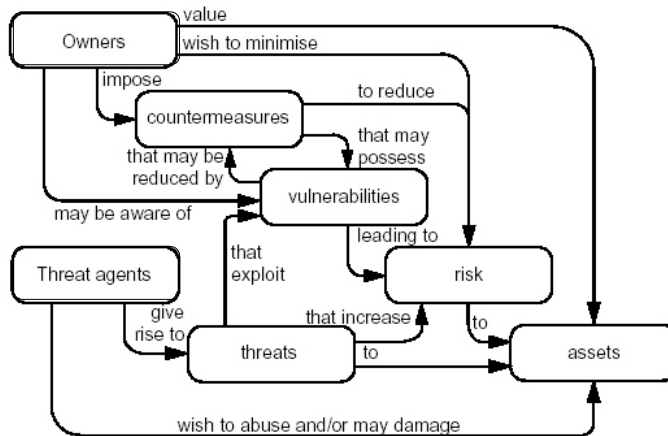 value
Owners
wish to minimise
impose
to reduce
countermeasures
that may be
reduced by
that may
possess
vulnerabilities
may be aware of
leading to
that
exploit
Threat agents
risk
give
rise to
that increase
to
threats
to
assets
wish to abuse and/or may damage